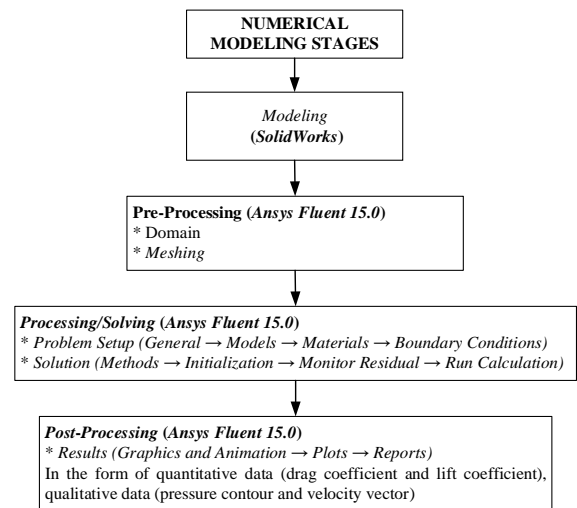 NUMERICAL
MODELING STAGES
Modeling
(SolidWorks)
Pre-Processing (Ansys Fluent 15.0)
* Domain
* Meshing
Processing/Solving (Ansys Fluent 15.0)
* Problem Setup (General → Models → Materials → Boundary Conditions)
* Solution (Methods → Initialization → Monitor Residual → Run Calculation)
Post-Processing (Ansys Fluent 15.0)
* Results (Graphics and Animation → Plots → Reports)
In the form of quantitative data (drag coefficient and lift coefficient),
qualitative data (pressure contour and velocity vector)